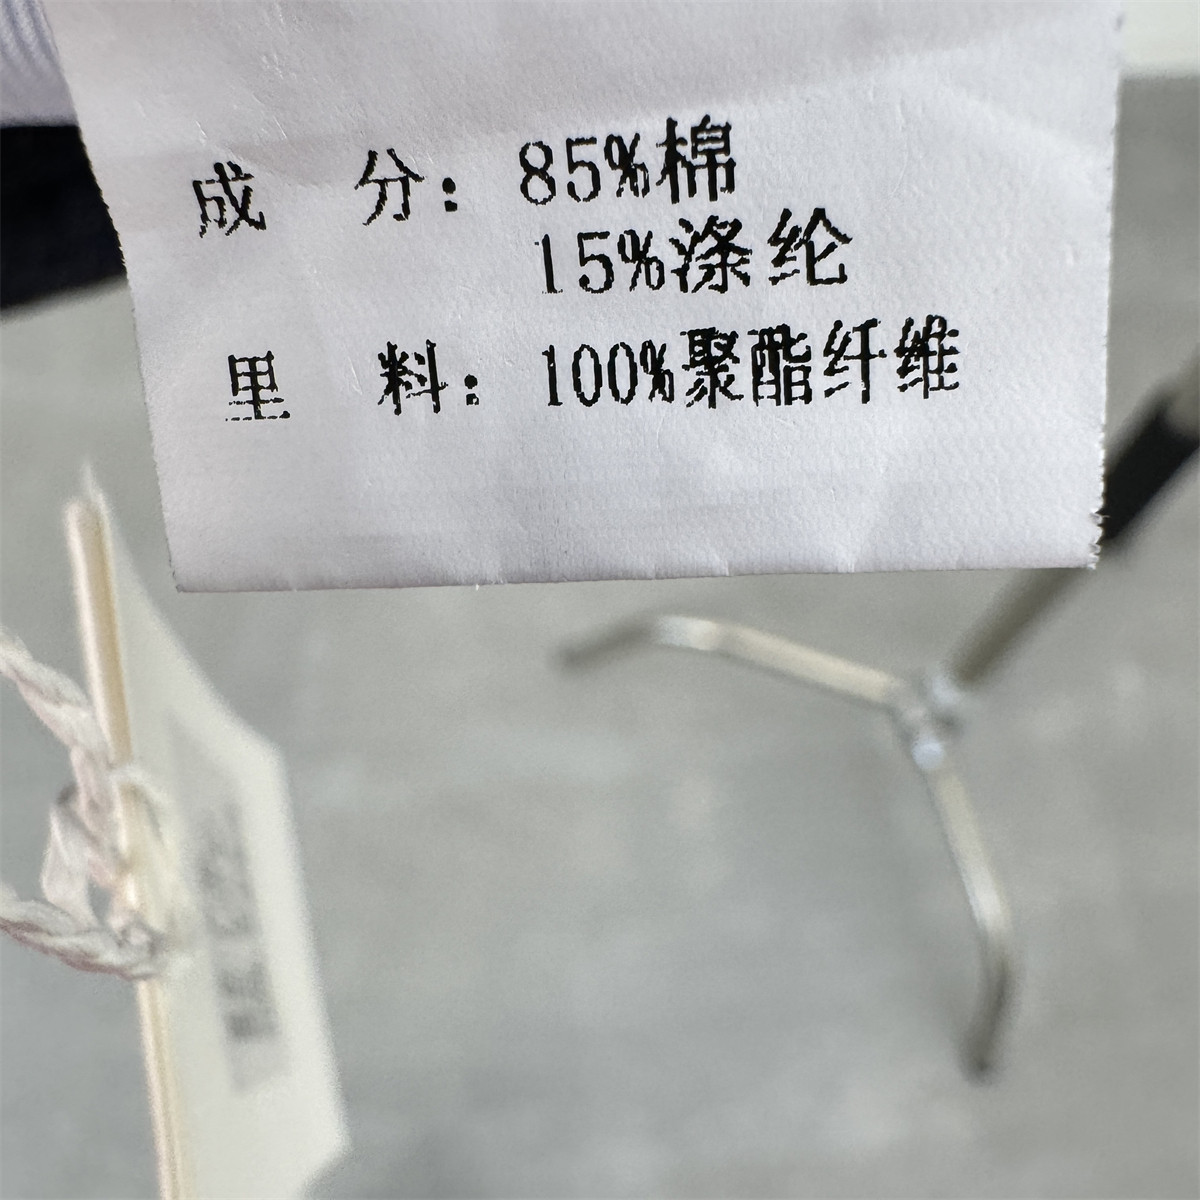 成 分: 85%棉
15%涤纶
里 料: 100%聚酯纤维